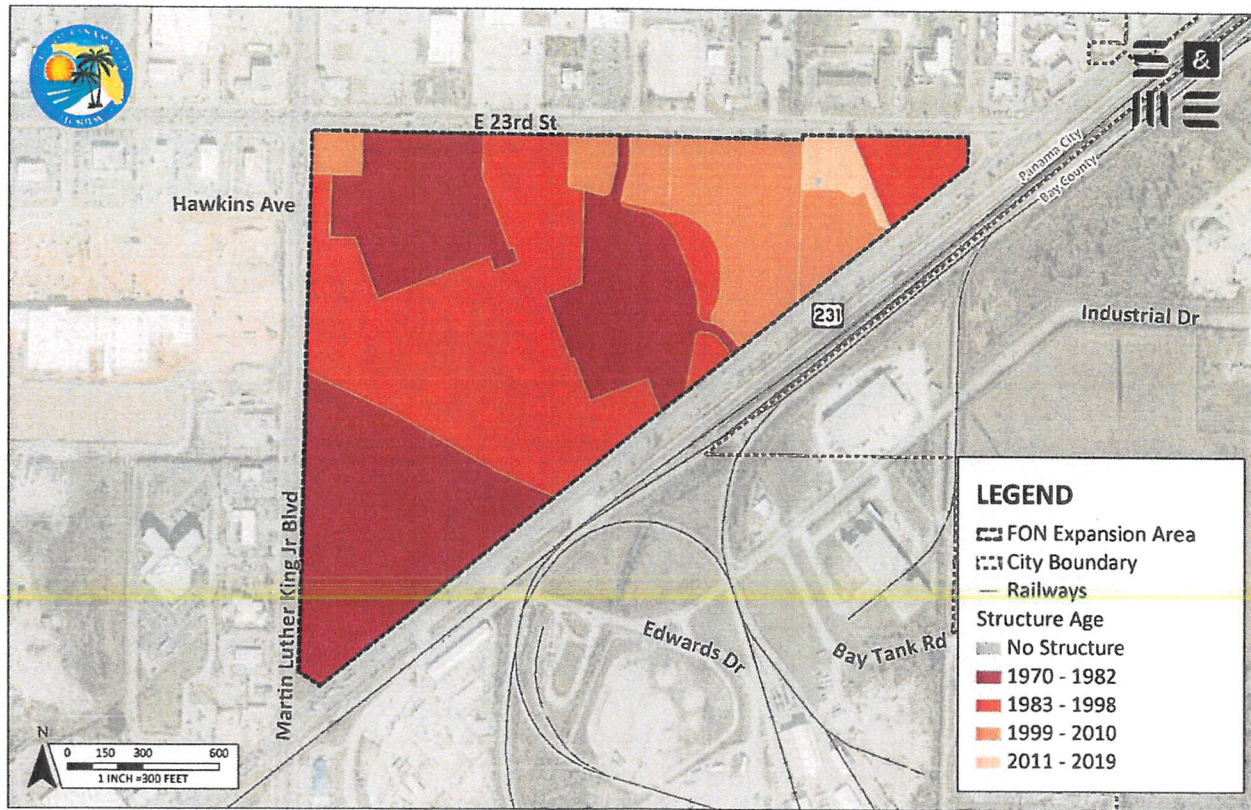 S &
M E
E 23rd St
Hawkins Ave
Panama City
Bay County
231
Industrial Dr
Martin Luther King Jr Blvd
Edwards Dr
Bay Tank Rd
LEGEND
FON Expansion Area
City Boundary
Railways
Structure Age
No Structure
1970 - 1982
1983 - 1998
1999 - 2010
2011 - 2019
N
0 150 300 600
1 INCH =300 FEET
FLORIDA